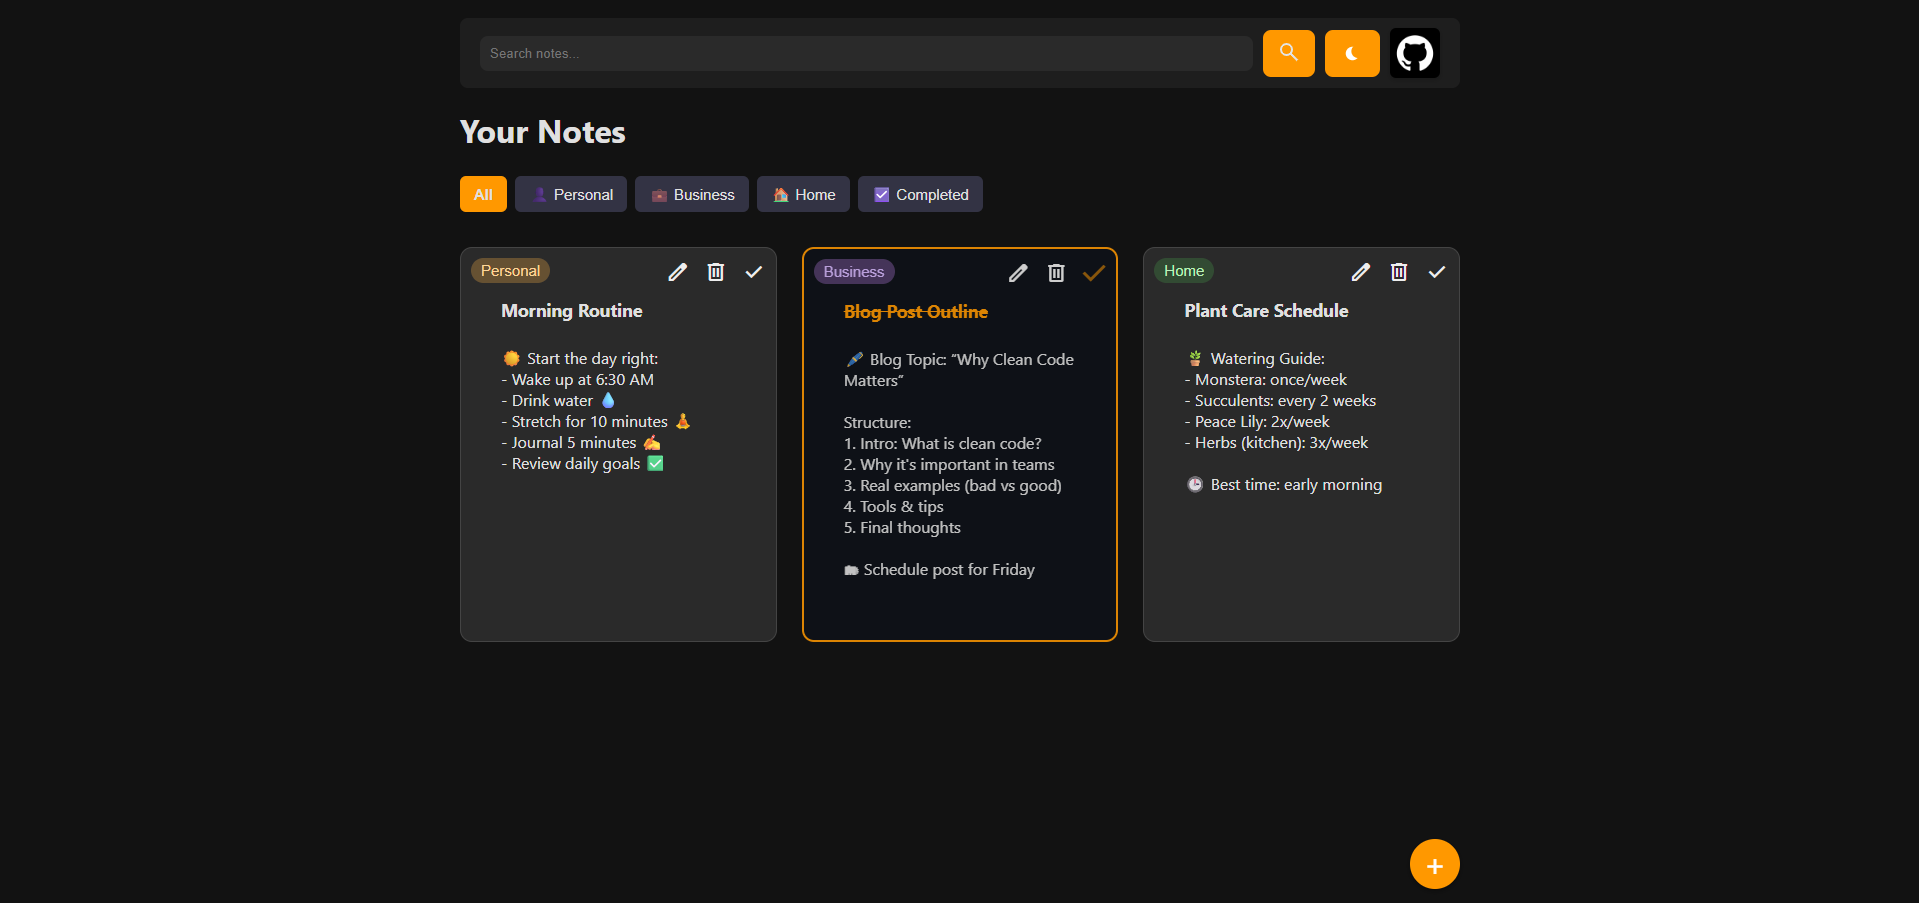 Search notes...
Your Notes
All
👤 Personal
💼 Business
🏠 Home
☑ Completed
Personal
Morning Routine
🌞 Start the day right:
- Wake up at 6:30 AM
- Drink water 💧
- Stretch for 10 minutes 🧘
- Journal 5 minutes ✍
- Review daily goals ✅
Business
Blog Post Outline
🖋 Blog Topic: “Why Clean Code
Matters”
Structure:
1. Intro: What is clean code?
2. Why it's important in teams
3. Real examples (bad vs good)
4. Tools & tips
5. Final thoughts
Schedule post for Friday
Home
Plant Care Schedule
🪴 Watering Guide:
- Monstera: once/week
- Succulents: every 2 weeks
- Peace Lily: 2x/week
- Herbs (kitchen): 3x/week
🕒 Best time: early morning
+